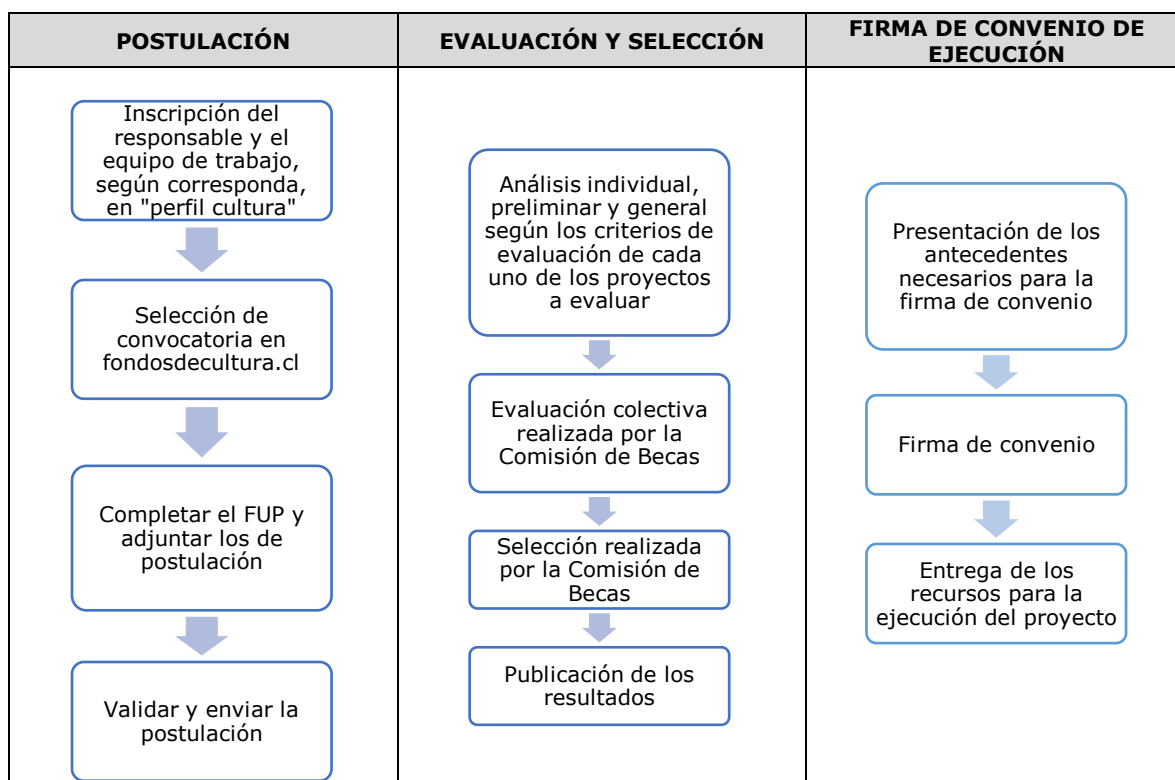 POSTULACIÓN
Inscripción del
responsable y el
equipo de trabajo,
según corresponda,
en "perfil cultura"
Selección de
convocatoria en
fondosdecultura.cl
Completar el FUP y
adjuntar los de
postulación
Validar y enviar la
postulación
EVALUACIÓN Y SELECCIÓN
Análisis individual,
preliminar y general
según los criterios de
evaluación de cada
uno de los proyectos
a evaluar
Evaluación colectiva
realizada por la
Comisión de Becas
Selección realizada
por la Comisión de
Becas
Publicación de los
resultados
FIRMA DE CONVENIO DE
EJECUCIÓN
Presentación de los
antecedentes
necesarios para la
firma de convenio
Firma de convenio
Entrega de los
recursos para la
ejecución del proyecto